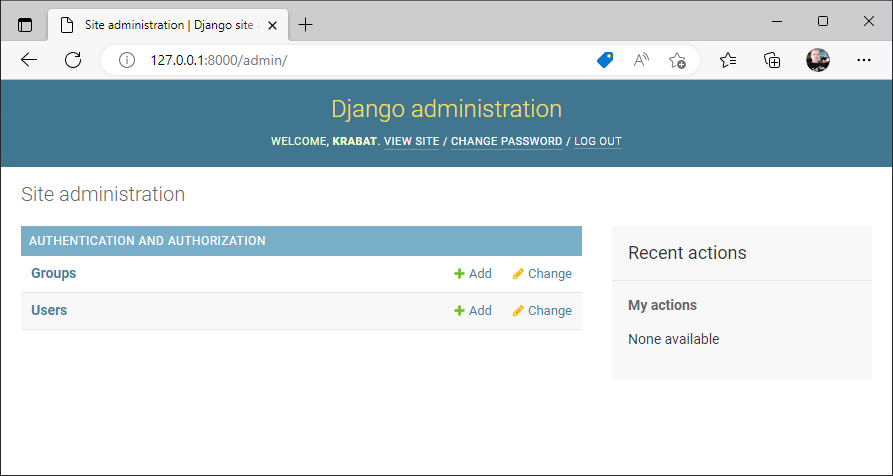 Site administration | Django site
127.0.0.1:8000/admin/
Django administration
WELCOME, KRABAT. VIEW SITE / CHANGE PASSWORD / LOG OUT
Site administration
AUTHENTICATION AND AUTHORIZATION
Groups Add Change
Users Add Change
Recent actions
My actions
None available